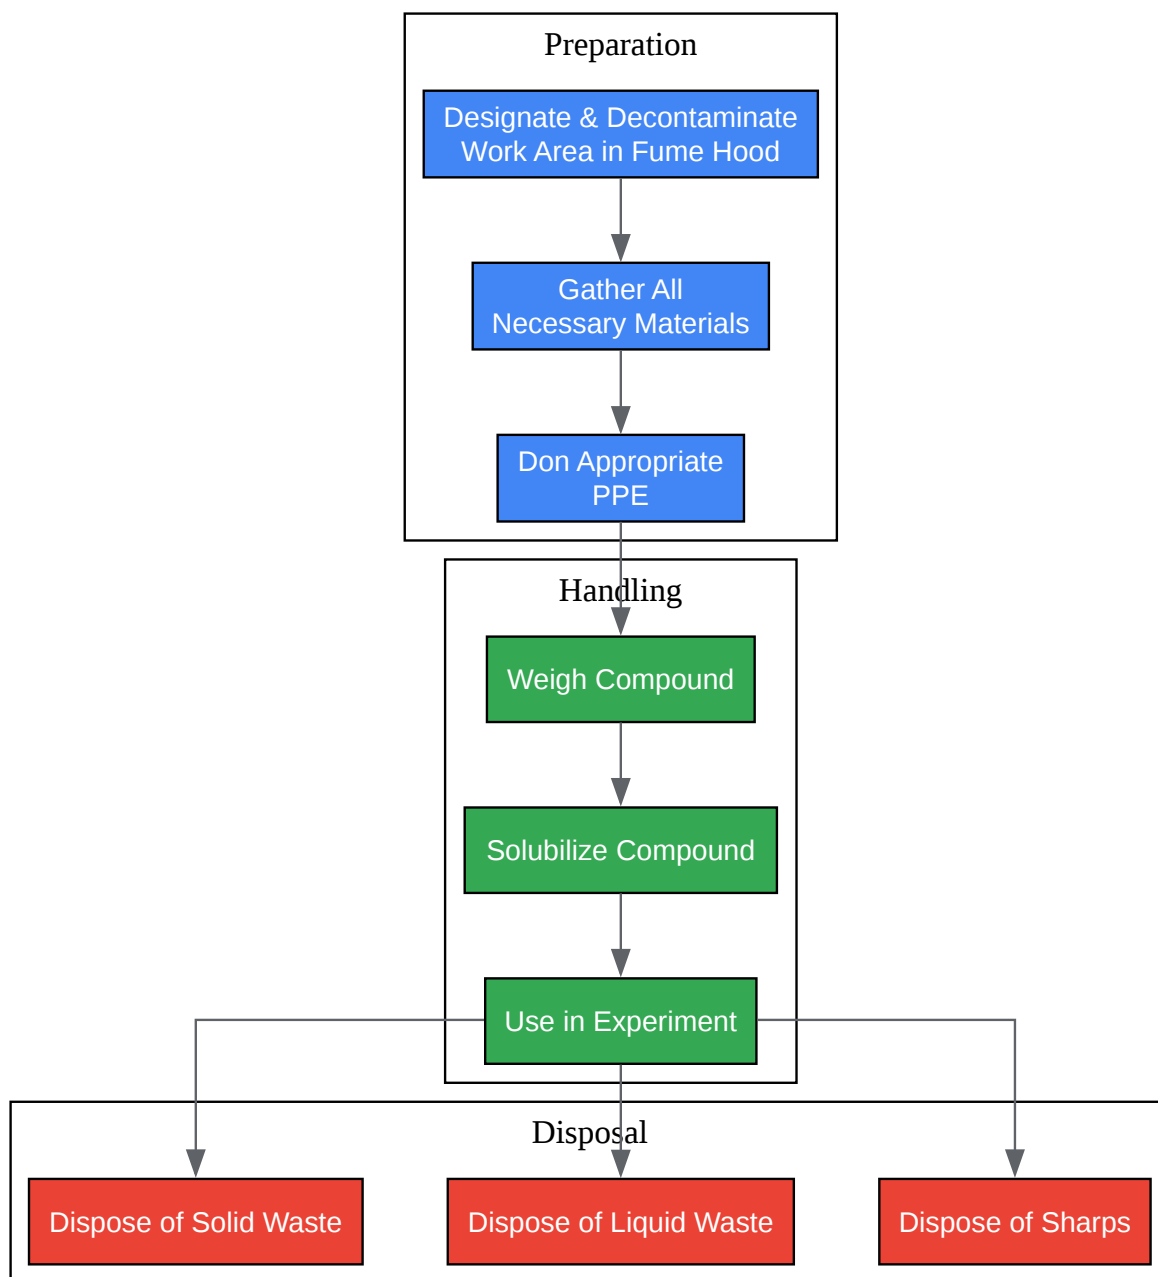 Preparation
Designate & Decontaminate
Work Area in Fume Hood
Gather All
Necessary Materials
Don Appropriate
PPE
Handling
Weigh Compound
Solubilize Compound
Use in Experiment
Disposal
Dispose of Solid Waste
Dispose of Liquid Waste
Dispose of Sharps